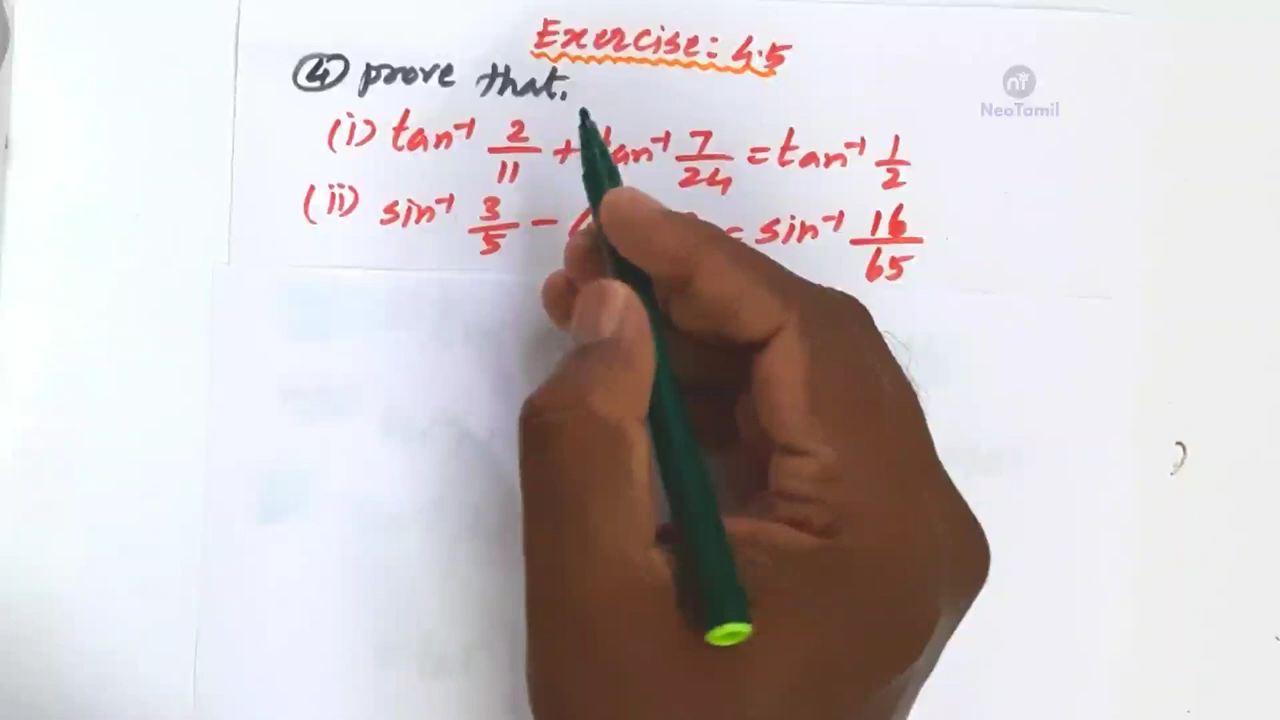 Exercise: 4.5
④ prove that.
(i) tan⁻¹ 2/11 + tan⁻¹ 7/24 = tan⁻¹ 1/2
(ii) sin⁻¹ 3/5 − = sin⁻¹ 16/65
nT
NeoTamil